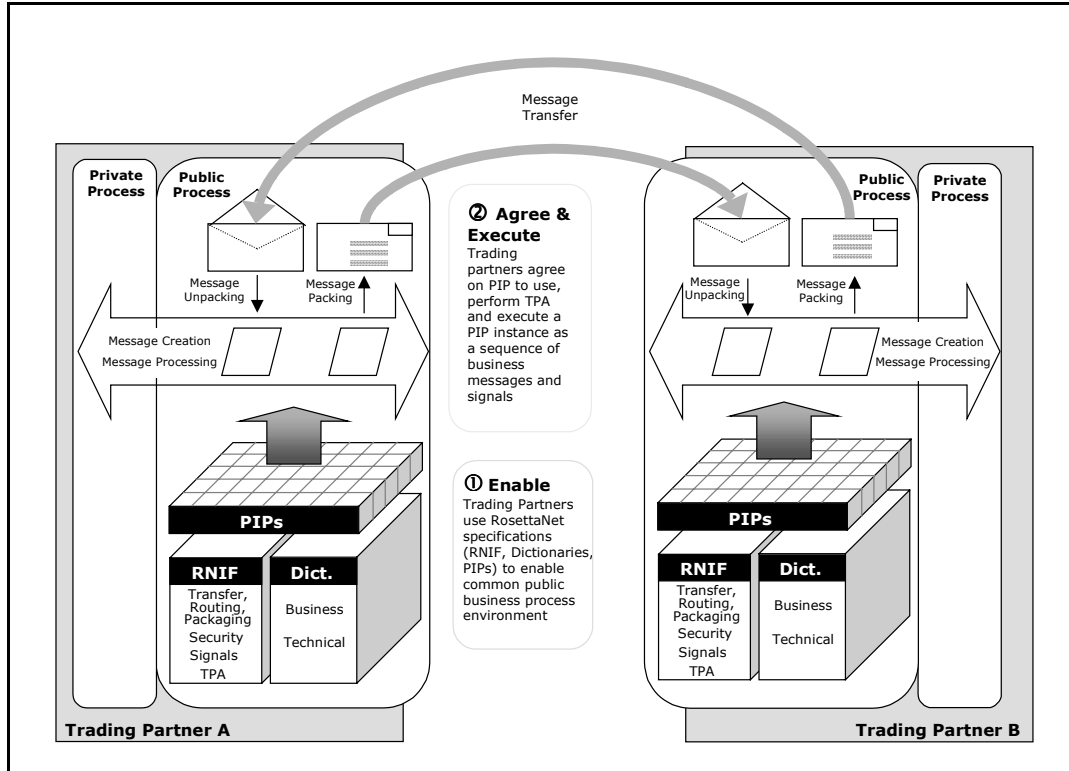 Message
Transfer
Private
Process
Public
Process
Message
Unpacking
Message
Packing
Message Creation
Message Processing
PIPs
RNIF
Transfer,
Routing,
Packaging
Security
Signals
TPA
Dict.
Business
Technical
Trading Partner A
② Agree &
Execute
Trading
partners agree
on PIP to use,
perform TPA
and execute a
PIP instance as
a sequence of
business
messages and
signals
① Enable
Trading Partners
use RosettaNet
specifications
(RNIF, Dictionaries,
PIPs) to enable
common public
business process
environment
Public
Process
Private
Process
Message
Unpacking
Message
Packing
Message Creation
Message Processing
PIPs
RNIF
Transfer,
Routing,
Packaging
Security
Signals
TPA
Dict.
Business
Technical
Trading Partner B